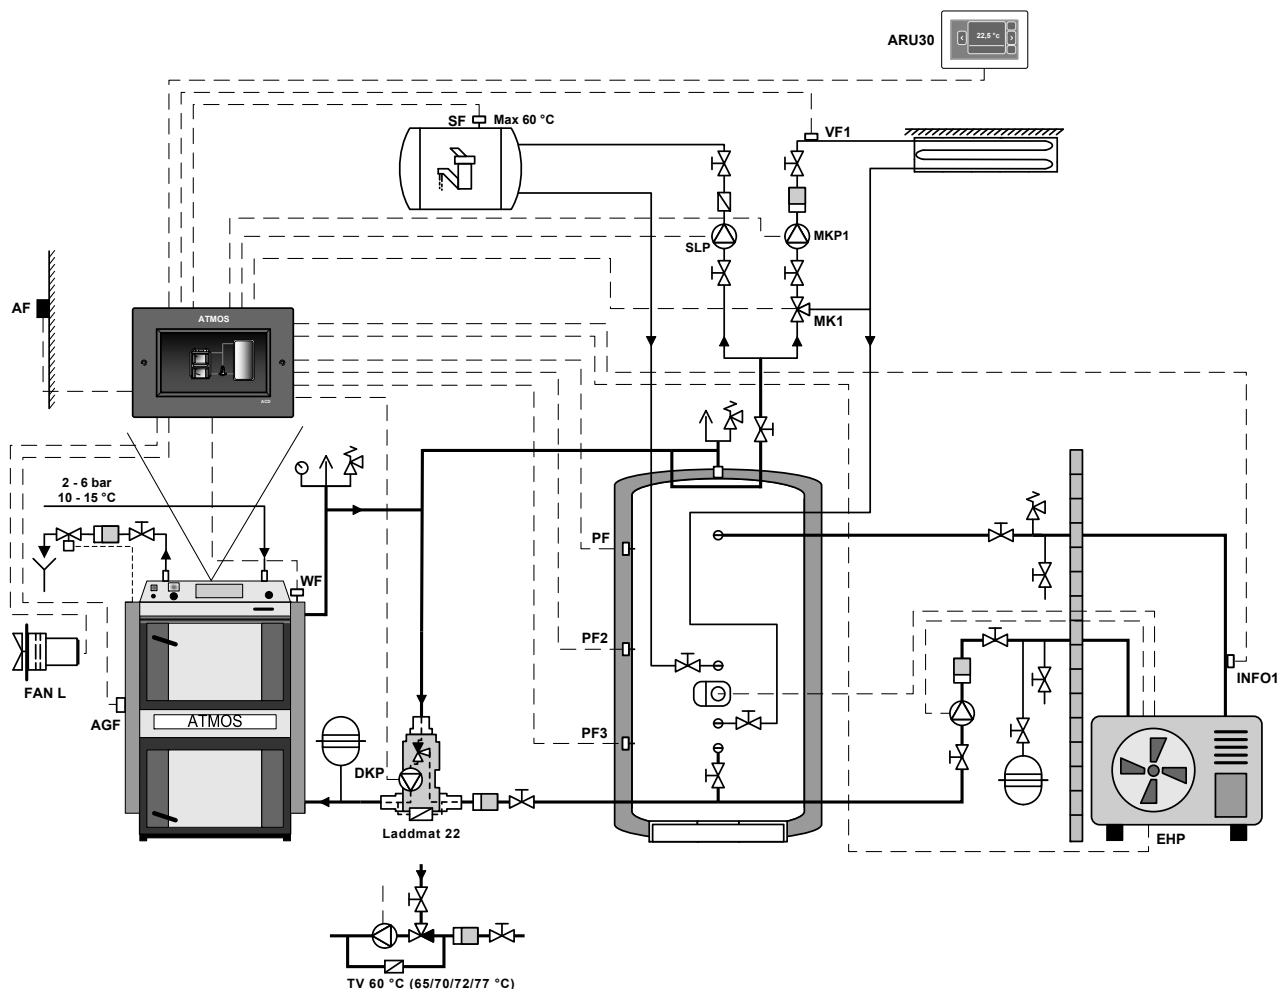 ARU30
22,5 °c
SF
Max 60 °C
VF1
SLP
MKP1
AF
MK1
ATMOS
ACD
2 - 6 bar
10 - 15 °C
PF
WF
PF2
FAN L
INFO1
AGF
ATMOS
PF3
DKP
Laddmat 22
EHP
TV 60 °C (65/70/72/77 °C)